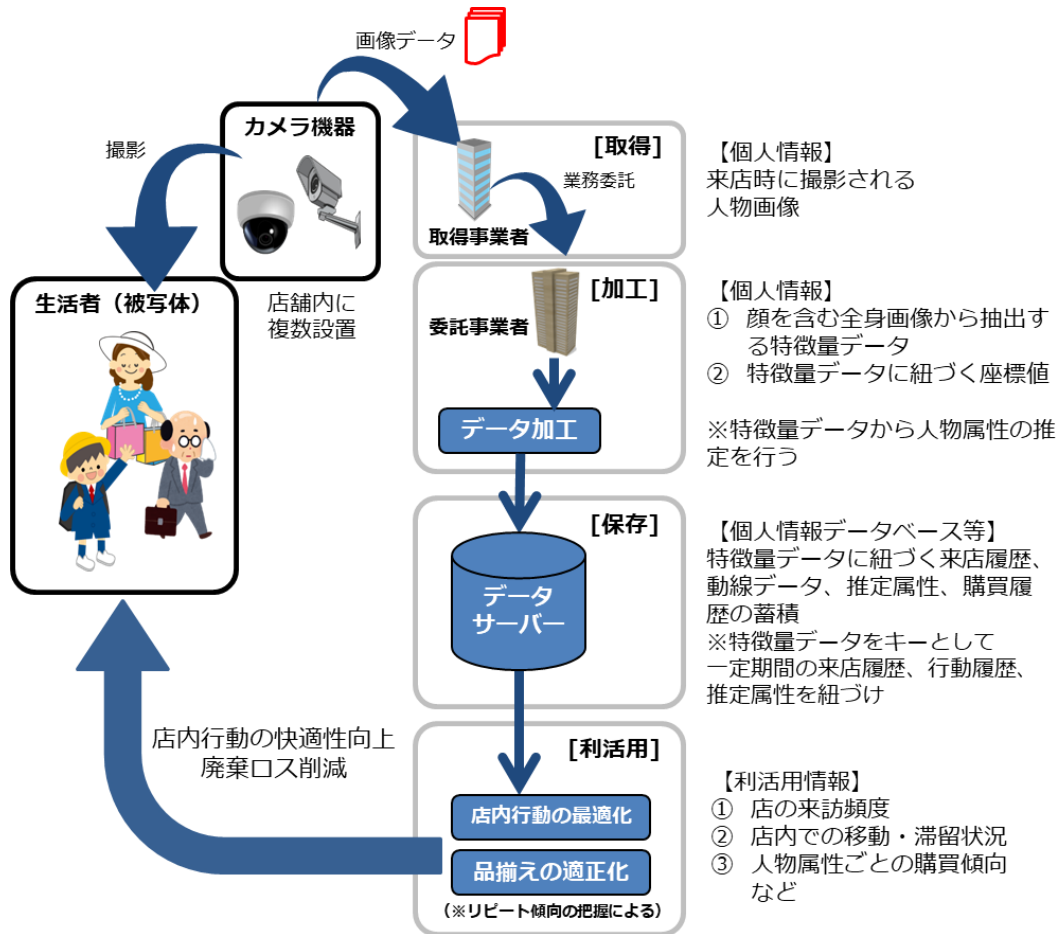 画像データ
カメラ機器
撮影
店舗内に
複数設置
生活者（被写体）
[取得]
業務委託
取得事業者
【個人情報】
来店時に撮影される
人物画像
[加工]
委託事業者
データ加工
【個人情報】
① 顔を含む全身画像から抽出す
る特徴量データ
② 特徴量データに紐づく座標値
※特徴量データから人物属性の推
定を行う
[保存]
データ
サーバー
【個人情報データベース等】
特徴量データに紐づく来店履歴、
動線データ、推定属性、購買履
歴の蓄積
※特徴量データをキーとして
一定期間の来店履歴、行動履歴、
推定属性を紐づけ
店内行動の快適性向上
廃棄ロス削減
[利活用]
店内行動の最適化
品揃えの適正化
（※リピート傾向の把握による）
【利活用情報】
① 店の来訪頻度
② 店内での移動・滞留状況
③ 人物属性ごとの購買傾向
など